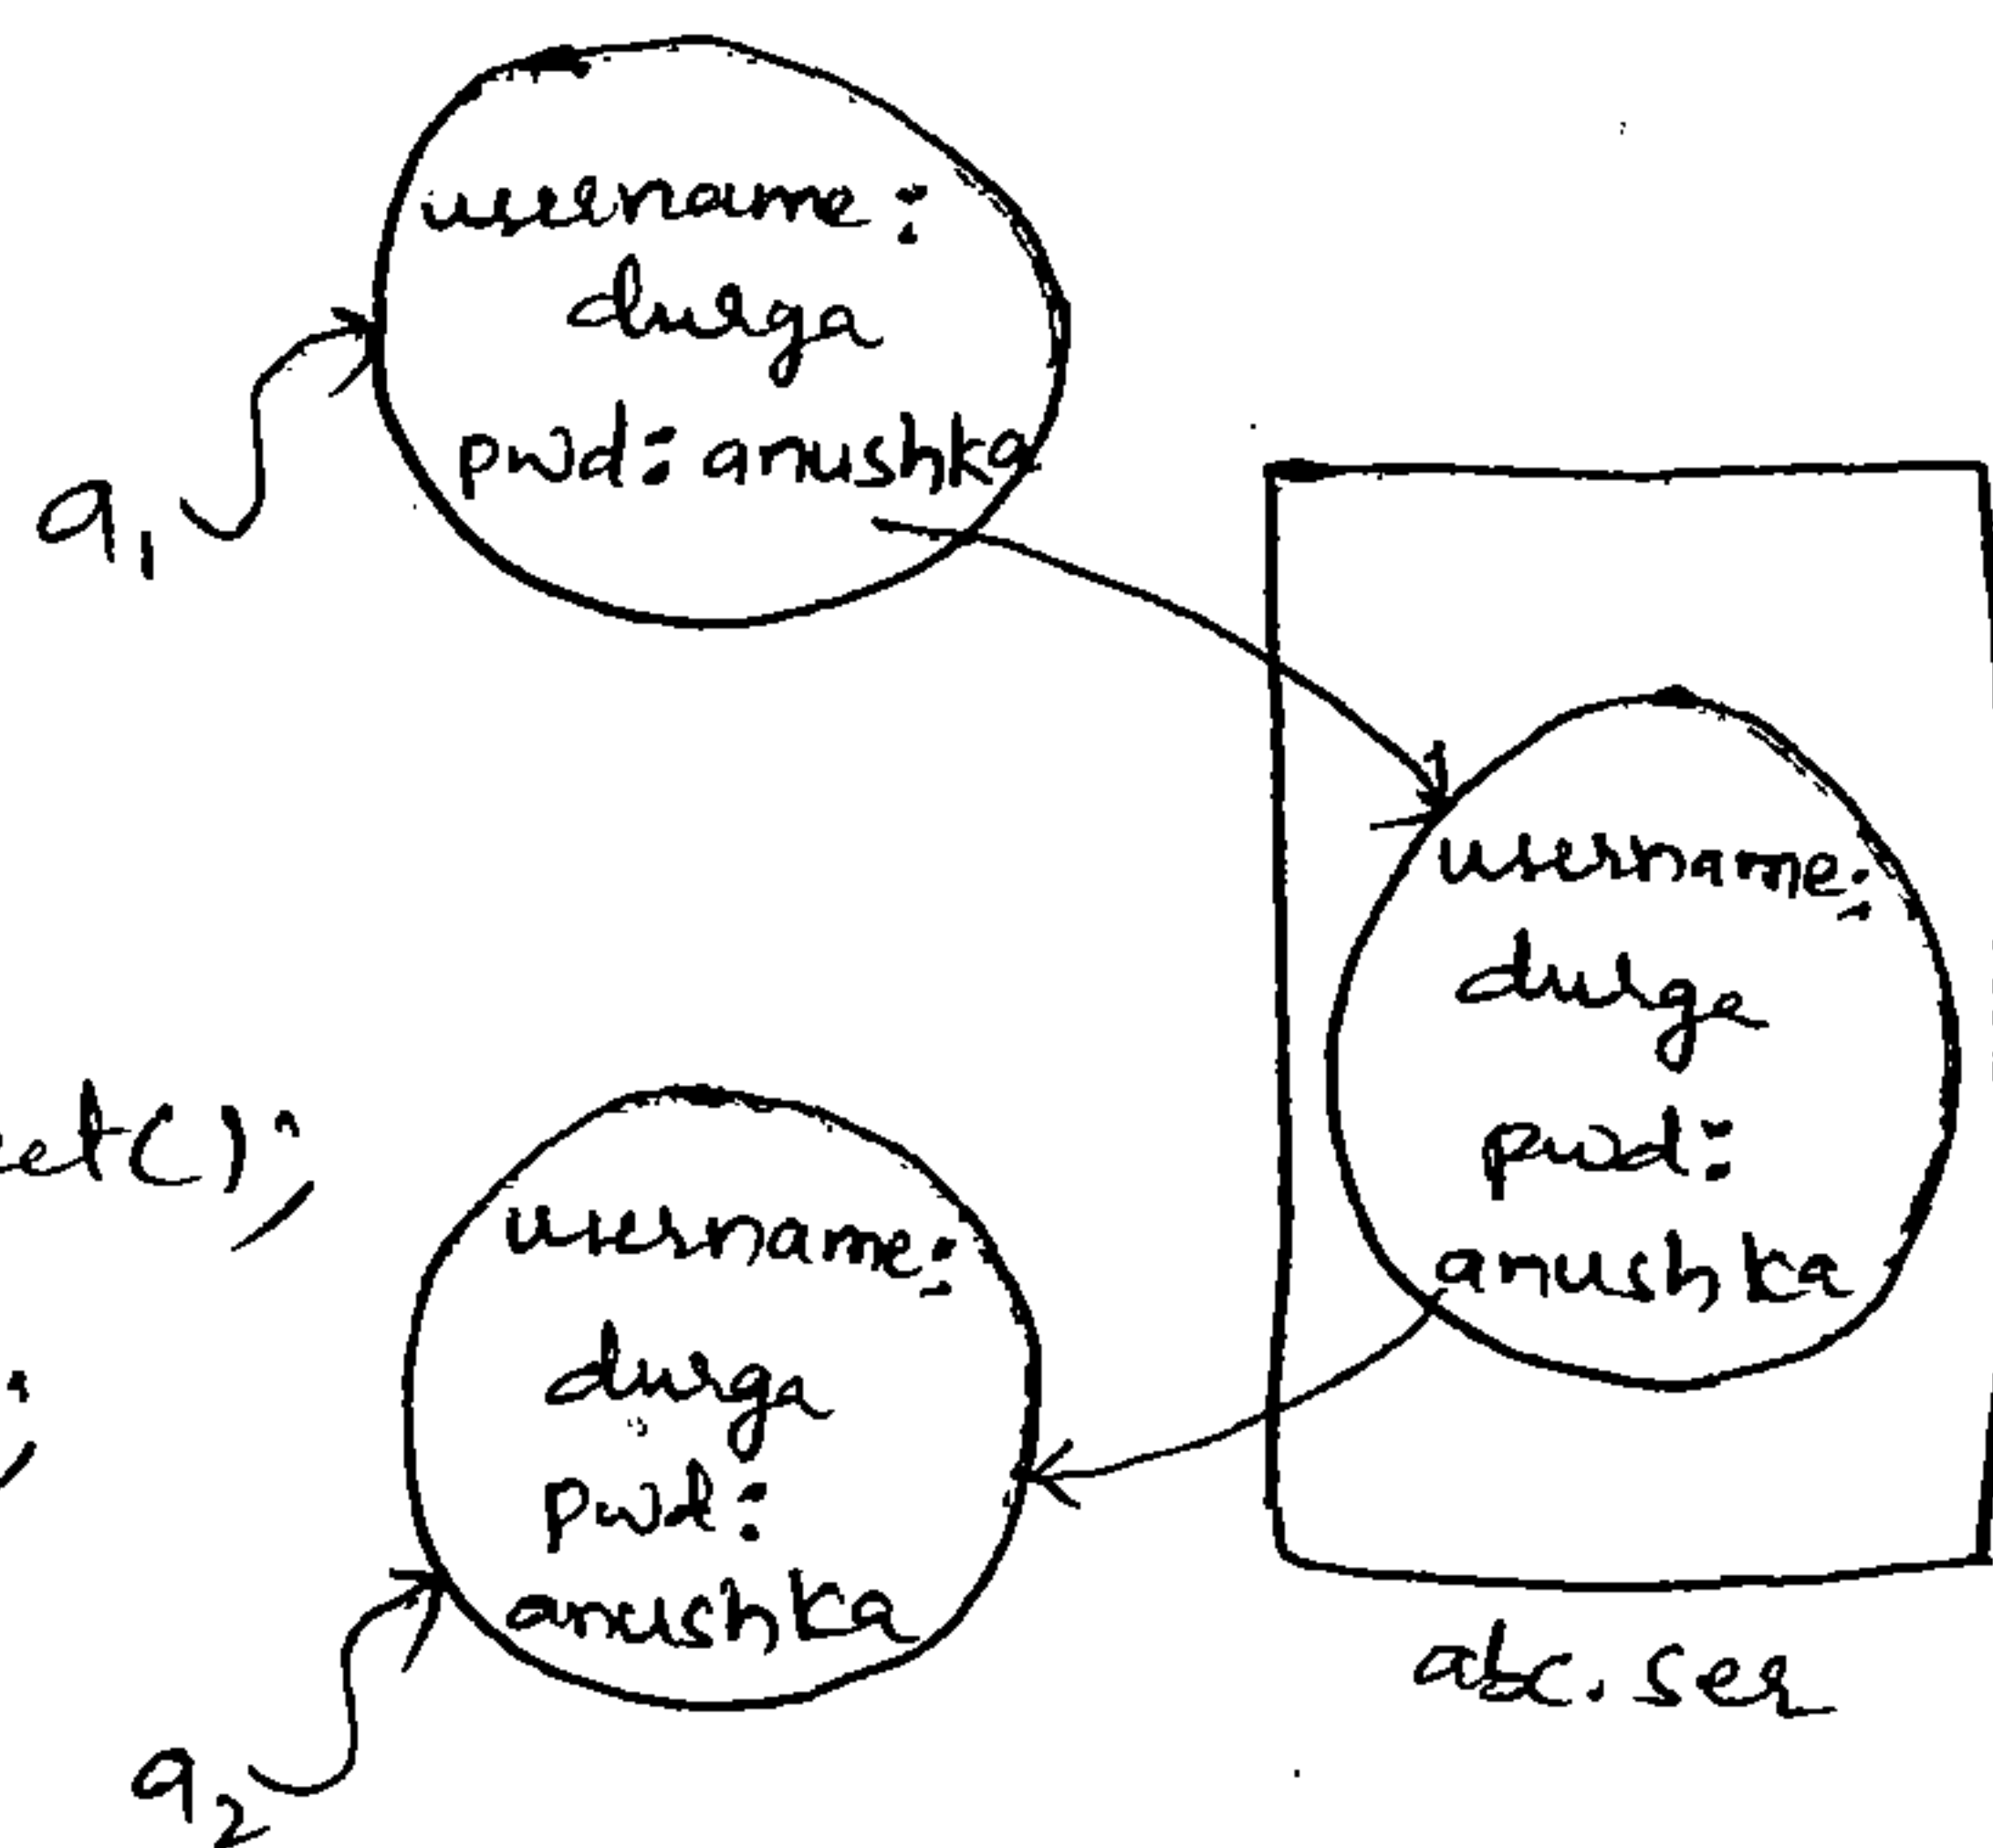 username:
durga
pwd: anushka
a1
username:
durga
pwd:
anushka
et();
username:
;
durga
pwd:
anushka
abc.ser
a2